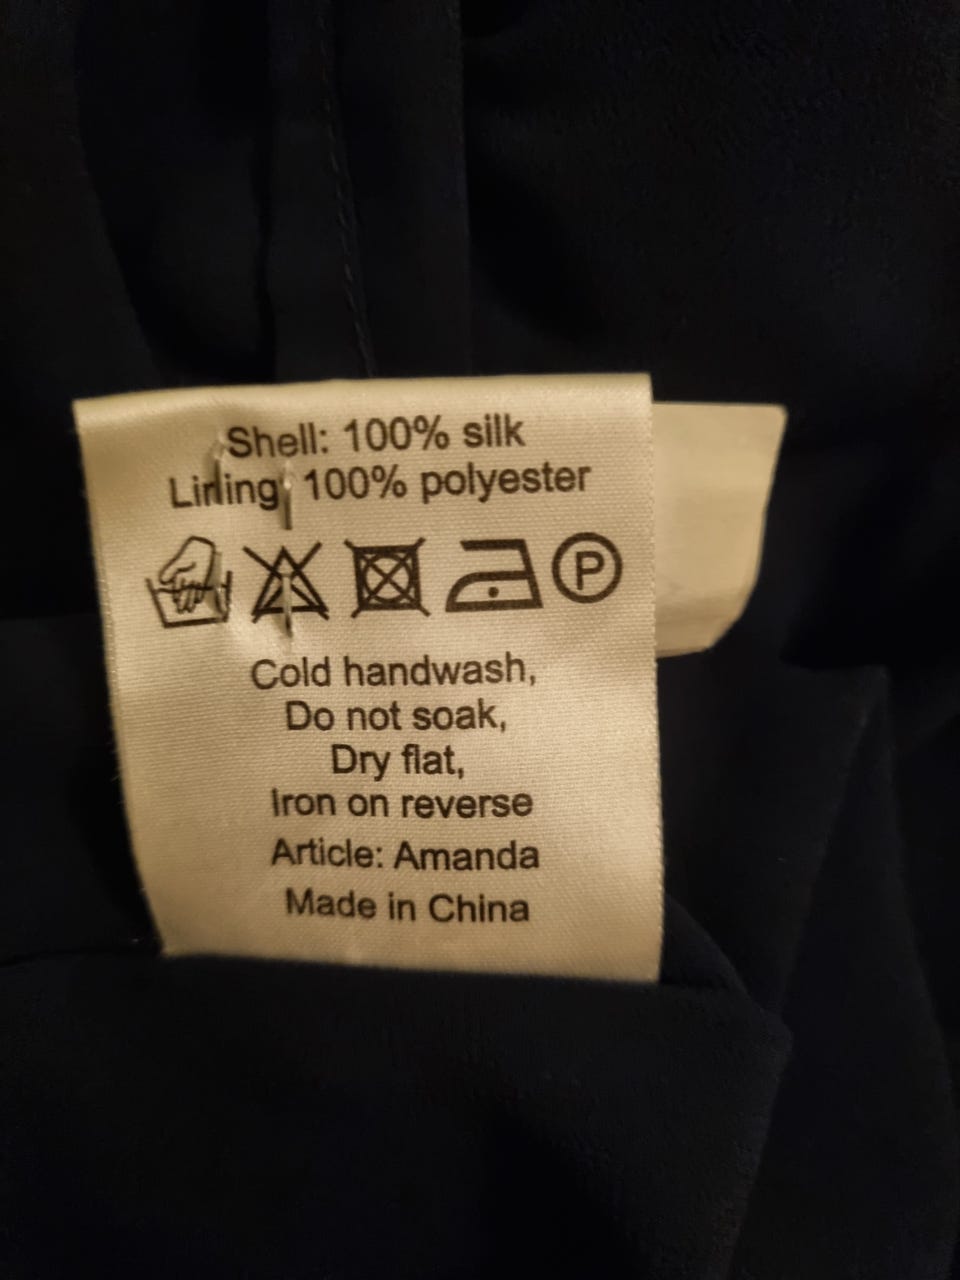 Shell: 100% silk
Lining: 100% polyester
P
Cold handwash,
Do not soak,
Dry flat,
Iron on reverse
Article: Amanda
Made in China